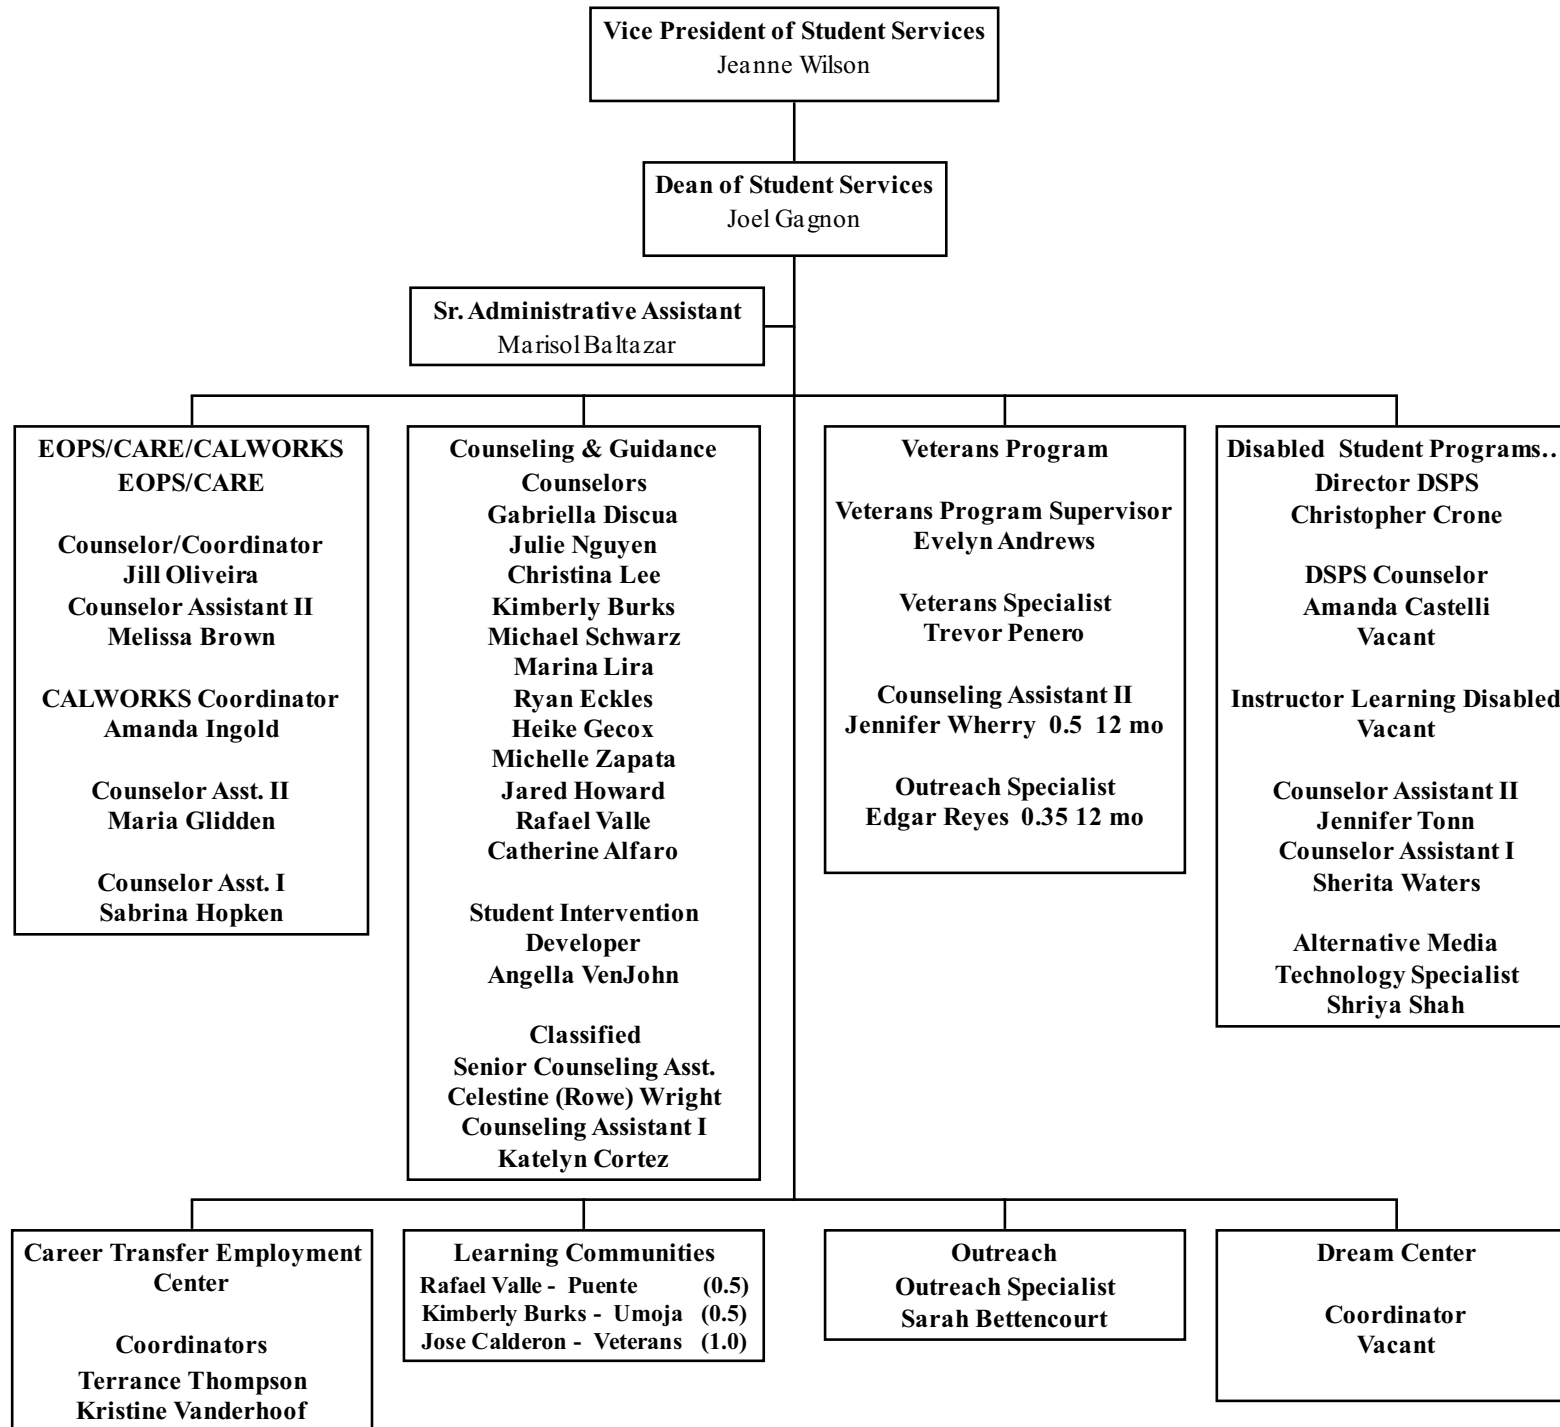 Vice President of Student Services
Jeanne Wilson
Dean of Student Services
Joel Gagnon
Sr. Administrative Assistant
Marisol Baltazar
EOPS/CARE/CALWORKS
EOPS/CARE
Counselor/Coordinator
Jill Oliveira
Counselor Assistant II
Melissa Brown
CALWORKS Coordinator
Amanda Ingold
Counselor Asst. II
Maria Glidden
Counselor Asst. I
Sabrina Hopken
Counseling & Guidance
Counselors
Gabriella Discua
Julie Nguyen
Christina Lee
Kimberly Burks
Michael Schwarz
Marina Lira
Ryan Eckles
Heike Gecox
Michelle Zapata
Jared Howard
Rafael Valle
Catherine Alfaro
Student Intervention
Developer
Angella VenJohn
Classified
Senior Counseling Asst.
Celestine (Rowe) Wright
Counseling Assistant I
Katelyn Cortez
Veterans Program
Veterans Program Supervisor
Evelyn Andrews
Veterans Specialist
Trevor Penero
Counseling Assistant II
Jennifer Wherry 0.5 12 mo
Outreach Specialist
Edgar Reyes 0.35 12 mo
Disabled Student Programs..
Director DSPS
Christopher Crone
DSPS Counselor
Amanda Castelli
Vacant
Instructor Learning Disabled
Vacant
Counselor Assistant II
Jennifer Tonn
Counselor Assistant I
Sherita Waters
Alternative Media
Technology Specialist
Shriya Shah
Career Transfer Employment
Center
Coordinators
Terrance Thompson
Kristine Vanderhoof
Learning Communities
Rafael Valle - Puente (0.5)
Kimberly Burks - Umoja (0.5)
Jose Calderon - Veterans (1.0)
Outreach
Outreach Specialist
Sarah Bettencourt
Dream Center
Coordinator
Vacant